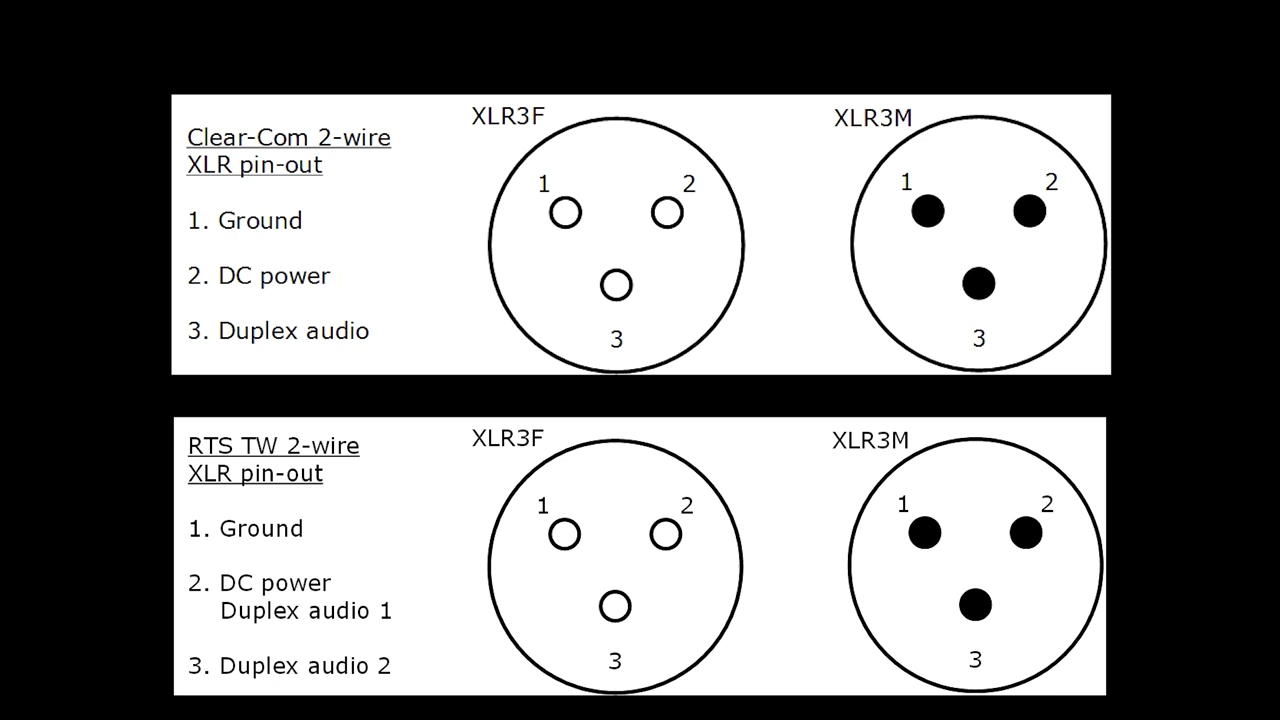 Clear-Com 2-wire
XLR pin-out
1. Ground
2. DC power
3. Duplex audio
XLR3F
1 2
3
XLR3M
1 2
3
RTS TW 2-wire
XLR pin-out
1. Ground
2. DC power
Duplex audio 1
3. Duplex audio 2
XLR3F
1 2
3
XLR3M
1 2
3